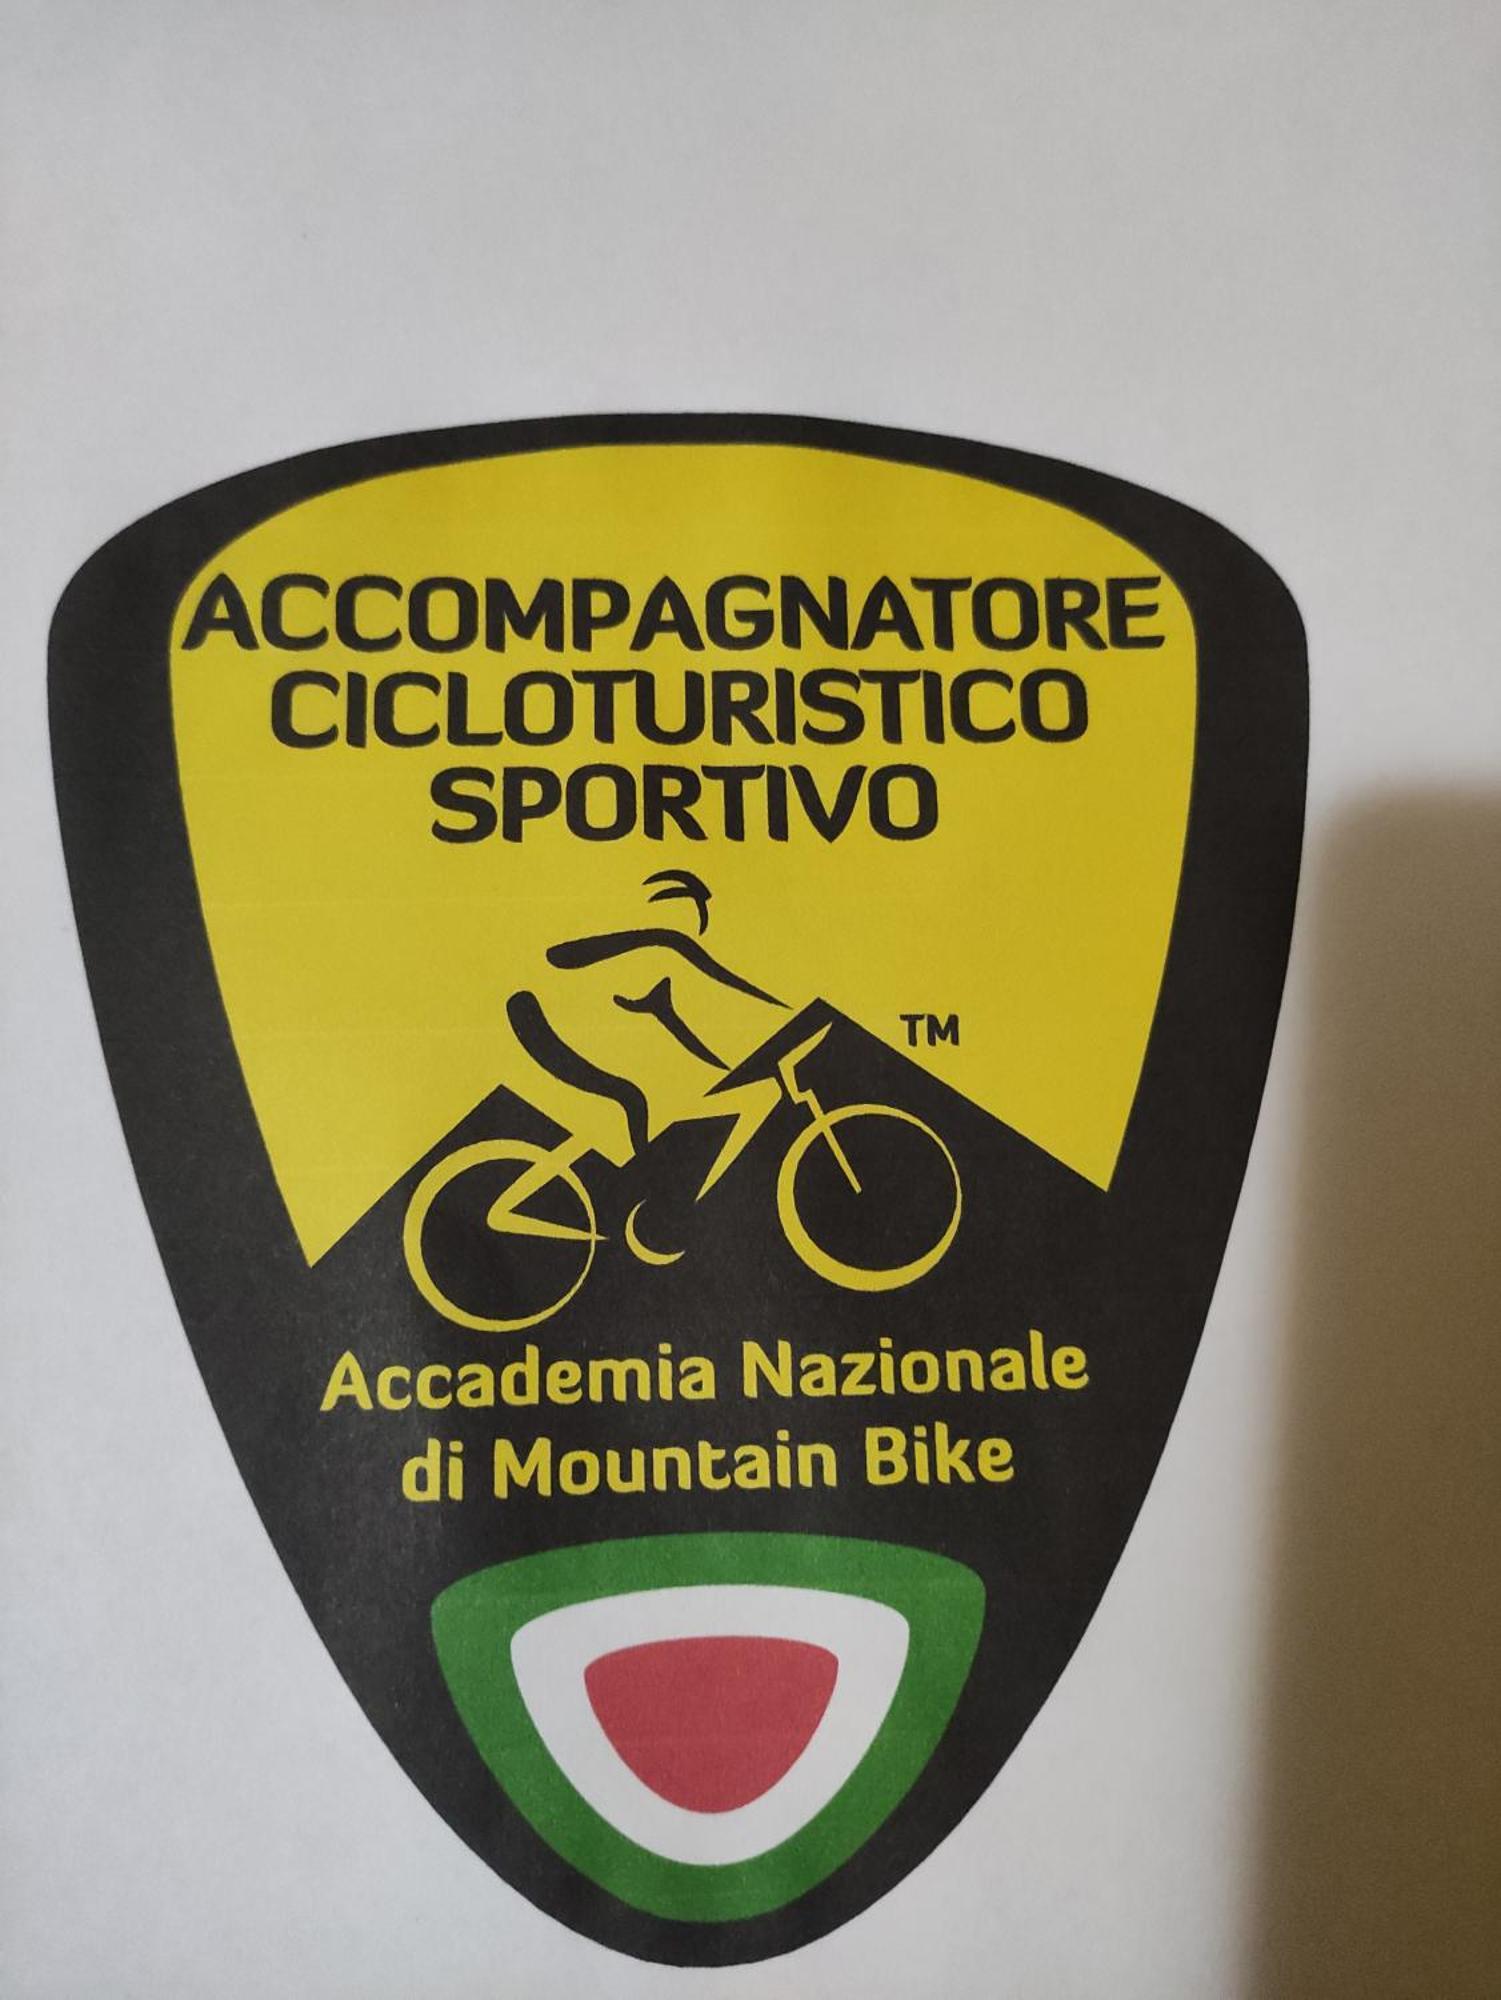 ACCOMPAGNATORE
CICLOTURISTICO
SPORTIVO
TM
Accademia Nazionale
di Mountain Bike